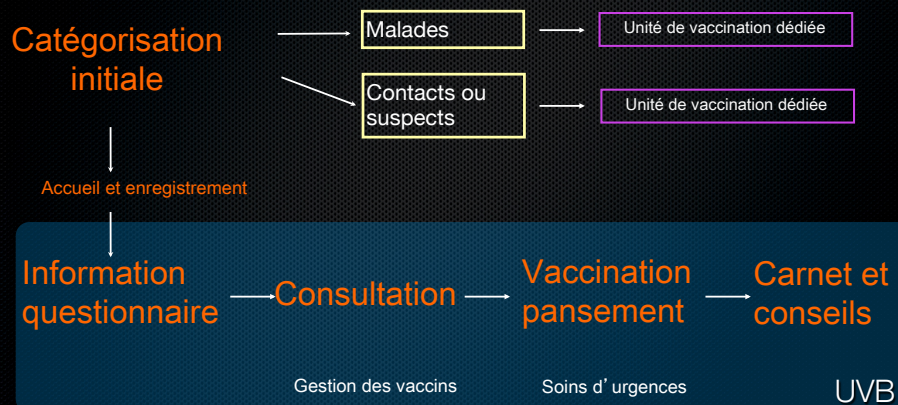 Catégorisation
initiale
Malades
Unité de vaccination dédiée
Contacts ou
suspects
Unité de vaccination dédiée
Accueil et enregistrement
Information
questionnaire
Consultation
Vaccination
pansement
Carnet et
conseils
Gestion des vaccins
Soins d’urgences
UVB